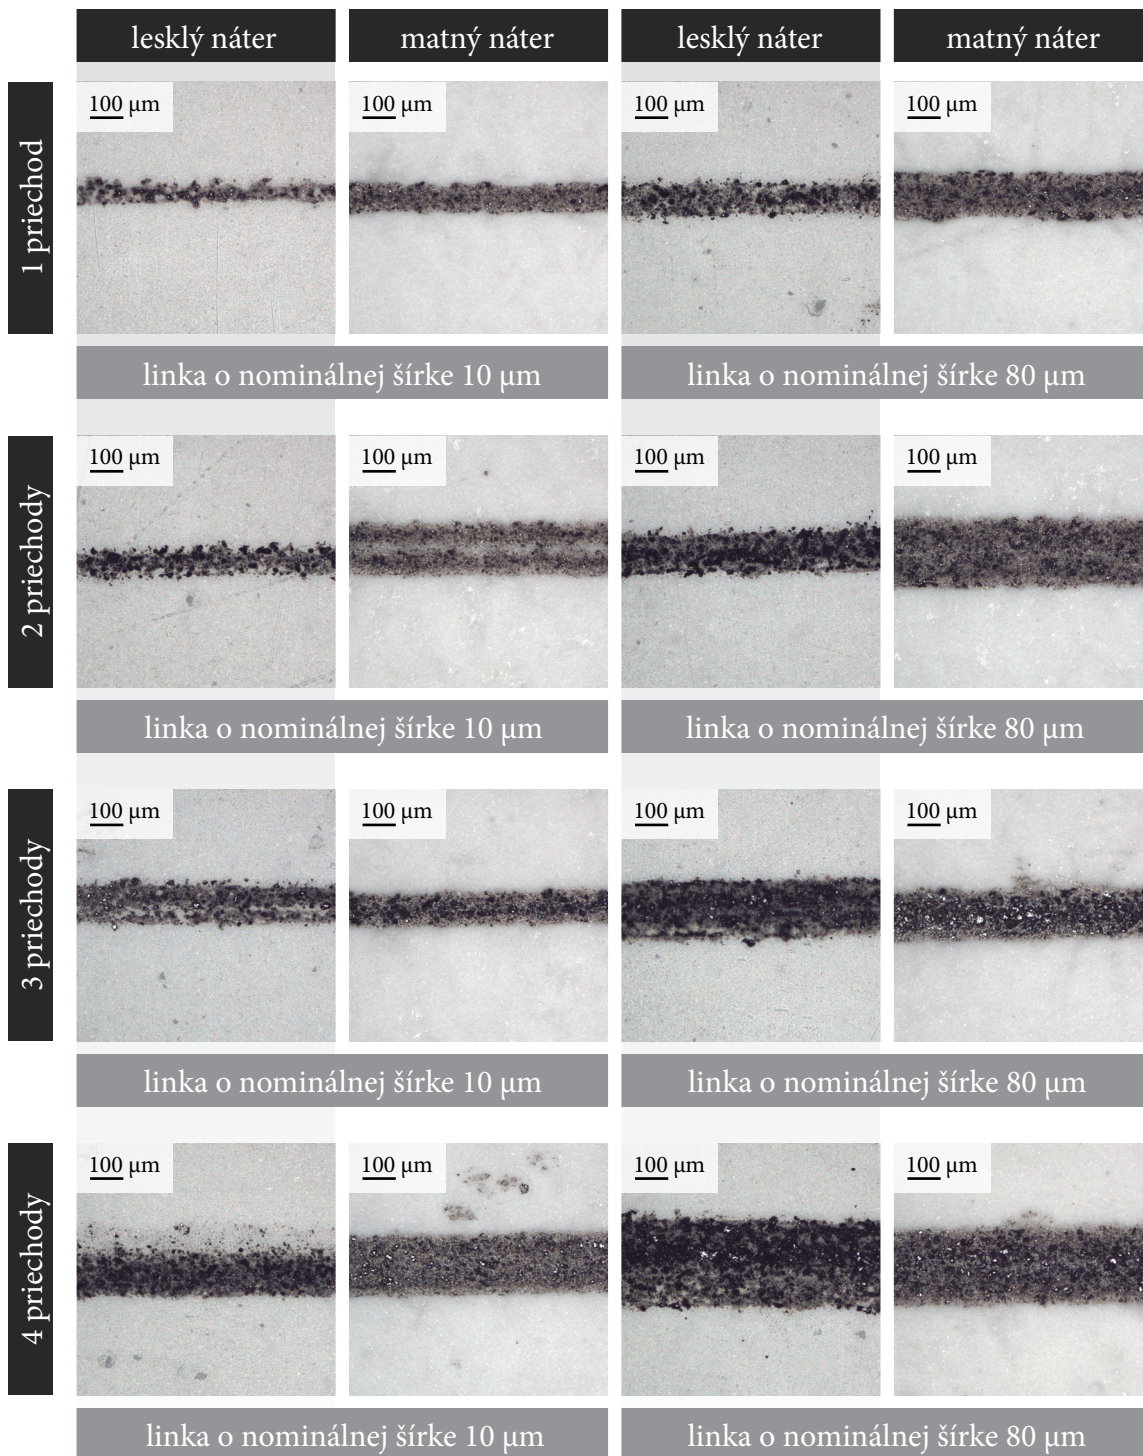 lesklý náter
matný náter
lesklý náter
matný náter
1 priechod
100 µm
100 µm
100 µm
100 µm
linka o nominálnej šírke 10 µm
linka o nominálnej šírke 80 µm
2 priechody
100 µm
100 µm
100 µm
100 µm
linka o nominálnej šírke 10 µm
linka o nominálnej šírke 80 µm
3 priechody
100 µm
100 µm
100 µm
100 µm
linka o nominálnej šírke 10 µm
linka o nominálnej šírke 80 µm
4 priechody
100 µm
100 µm
100 µm
100 µm
linka o nominálnej šírke 10 µm
linka o nominálnej šírke 80 µm